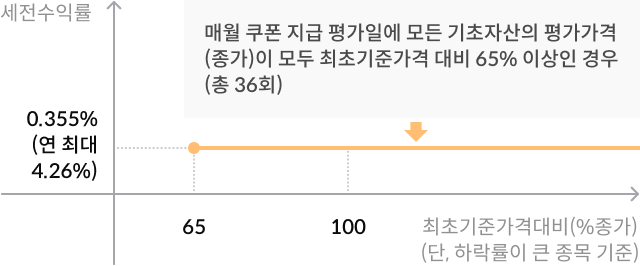 세전수익률
매월 쿠폰 지급 평가일에 모든 기초자산의 평가가격
(종가)이 모두 최초기준가격 대비 65% 이상인 경우
(총 36회)
0.355%
(연 최대
4.26%)
65
100
최초기준가격대비(%종가)
(단, 하락률이 큰 종목 기준)